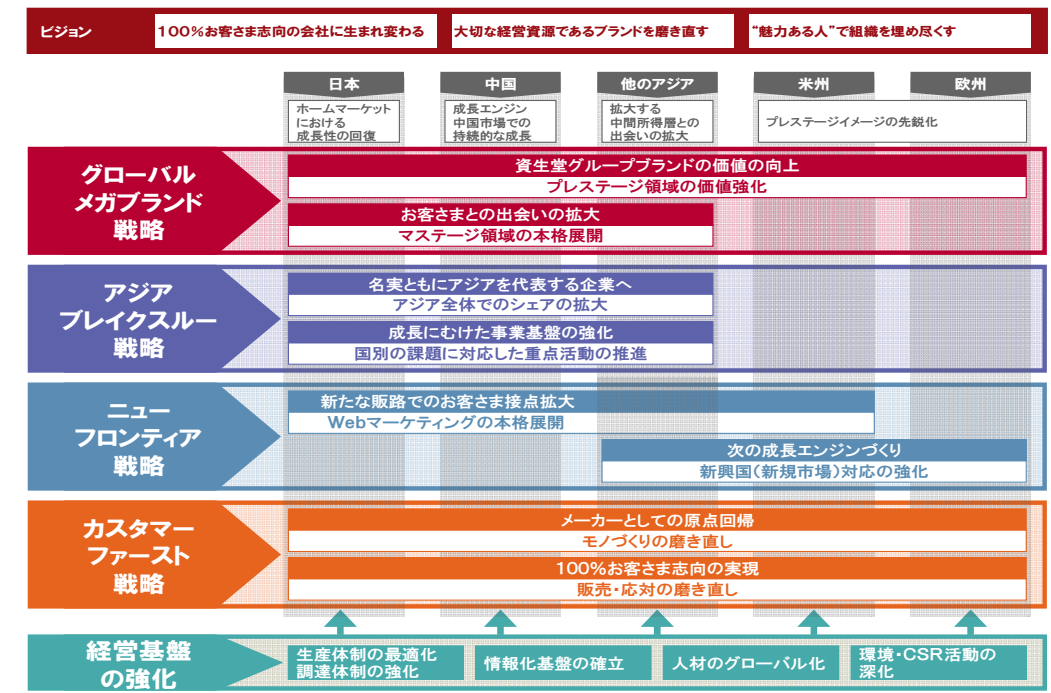 ビジョン
100%お客さま志向の会社に生まれ変わる
大切な経営資源であるブランドを磨き直す
“魅力ある人”で組織を埋め尽くす
日本
中国
他のアジア
米州
欧州
ホームマーケット
における
成長性の回復
成長エンジン
中国市場での
持続的な成長
拡大する
中間所得層との
出会いの拡大
プレステージイメージの先鋭化
グローバル
メガブランド
戦略
資生堂グループブランドの価値の向上
プレステージ領域の価値強化
お客さまとの出会いの拡大
マステージ領域の本格展開
アジア
ブレイクスルー
戦略
名実ともにアジアを代表する企業へ
アジア全体でのシェアの拡大
成長にむけた事業基盤の強化
国別の課題に対応した重点活動の推進
ニュー
フロンティア
戦略
新たな販路でのお客さま接点拡大
Webマーケティングの本格展開
次の成長エンジンづくり
新興国(新規市場)対応の強化
カスタマー
ファースト
戦略
メーカーとしての原点回帰
モノづくりの磨き直し
100%お客さま志向の実現
販売・応対の磨き直し
経営基盤
の強化
生産体制の最適化
調達体制の強化
情報化基盤の確立
人材のグローバル化
環境・CSR活動の
深化